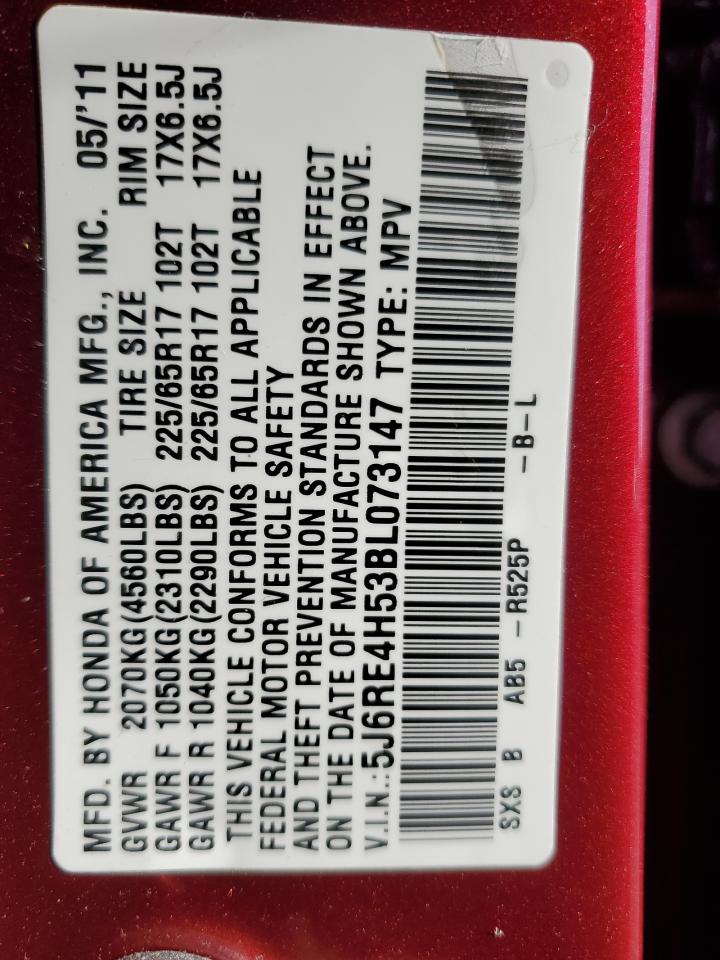 MFD. BY HONDA OF AMERICA MFG., INC. 05/'11
GVWR 2070KG(4560LBS) TIRE SIZE RIM SIZE
GAWR F 1050KG(2310LBS) 225/65R17 102T 17X6.5J
GAWR R 1040KG(2290LBS) 225/65R17 102T 17X6.5J
THIS VEHICLE CONFORMS TO ALL APPLICABLE
FEDERAL MOTOR VEHICLE SAFETY
AND THEFT PREVENTION STANDARDS IN EFFECT
ON THE DATE OF MANUFACTURE SHOWN ABOVE.
V.I.N.:5J6RE4H53BL073147 TYPE: MPV
SXS B AB5 -R525P -B-L